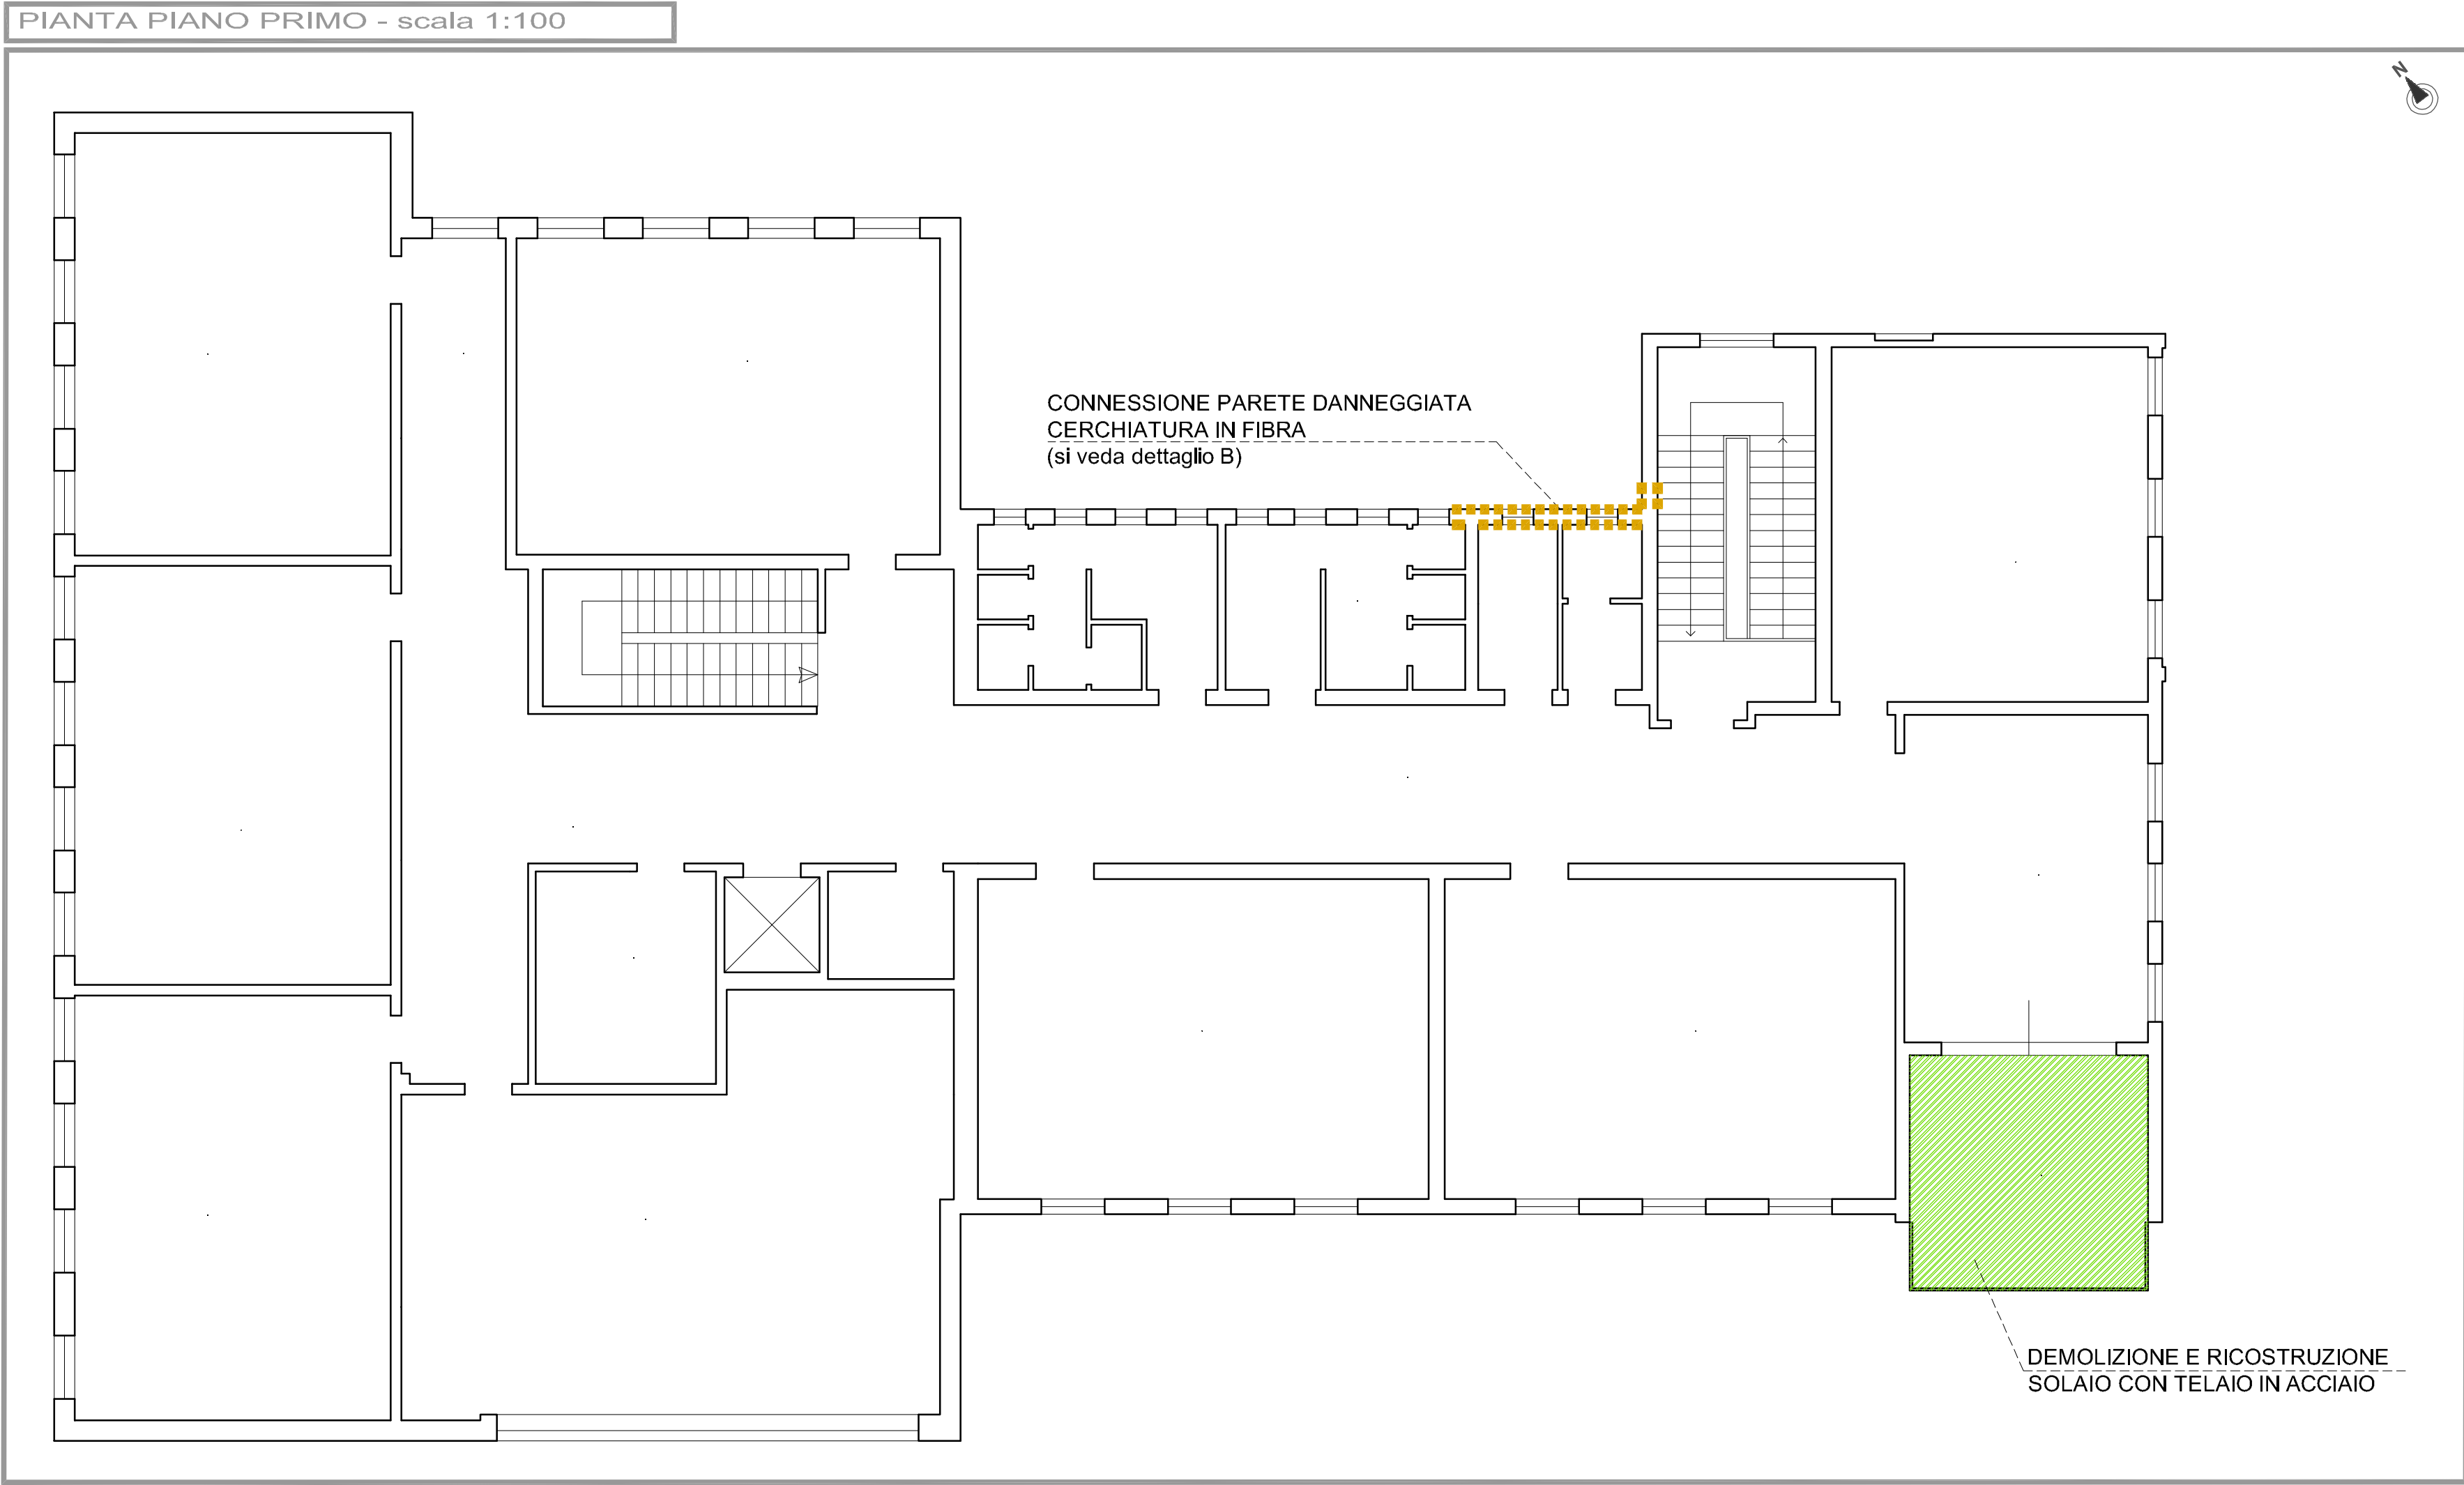 PIANTA PIANO PRIMO - scala 1:100
N
CONNESSIONE PARETE DANNEGGIATA
CERCHIATURA IN FIBRA
(si veda dettaglio B)
DEMOLIZIONE E RICOSTRUZIONE
SOLAIO CON TELAIO IN ACCIAIO